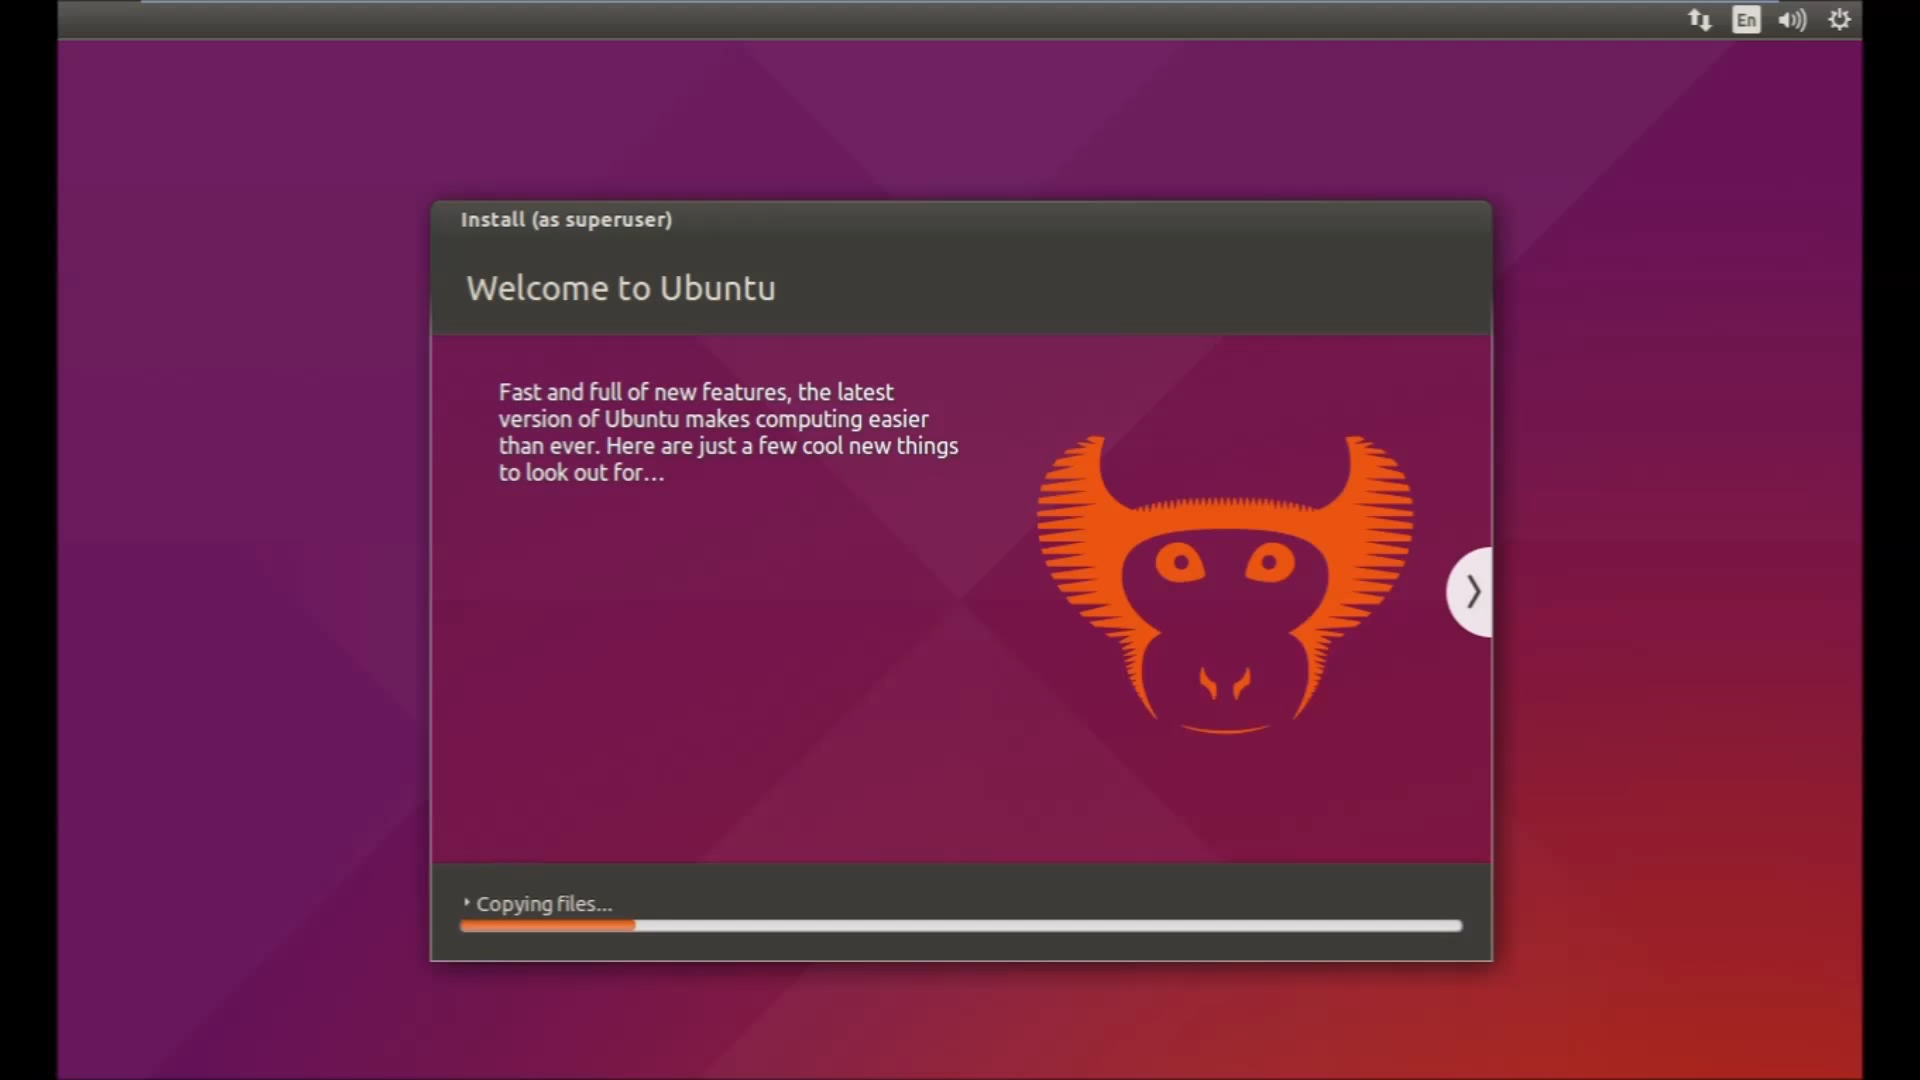 En
Install (as superuser)
Welcome to Ubuntu
Fast and full of new features, the latest
version of Ubuntu makes computing easier
than ever. Here are just a few cool new things
to look out for...
Copying files...